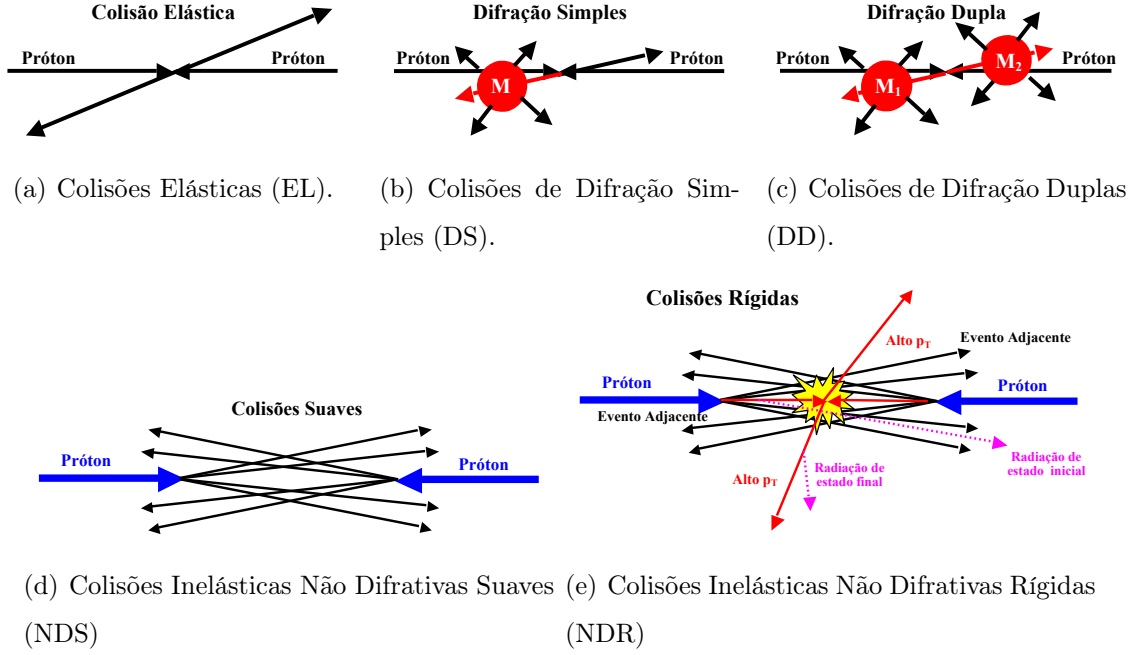 Colisão Elástica
Próton
Próton
(a) Colisões Elásticas (EL).
Difração Simples
Próton
Próton
M
(b) Colisões de Difração Sim-
ples (DS).
Difração Dupla
Próton
Próton
M1
M2
(c) Colisões de Difração Duplas
(DD).
Colisões Suaves
Próton
Próton
(d) Colisões Inelásticas Não Difrativas Suaves
(NDS)
Colisões Rígidas
Alto pT
Evento Adjacente
Próton
Próton
Evento Adjacente
Radiação de
estado inicial
Radiação de
estado final
Alto pT
(e) Colisões Inelásticas Não Difrativas Rígidas
(NDR)